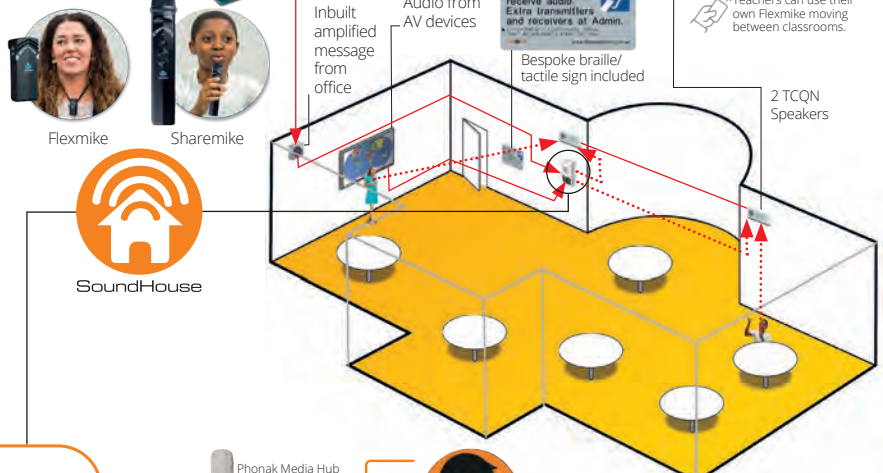 Inbuilt
amplified
message
from
office
Audio from
AV devices
receive audio.
Extra transmitters
and receivers at Admin.
Bespoke braille/
tactile sign included
Teachers can use their
own Flexmike moving
between classrooms.
2 TCQN
Speakers
Flexmike
Sharemike
SoundHouse
Phonak Media Hub